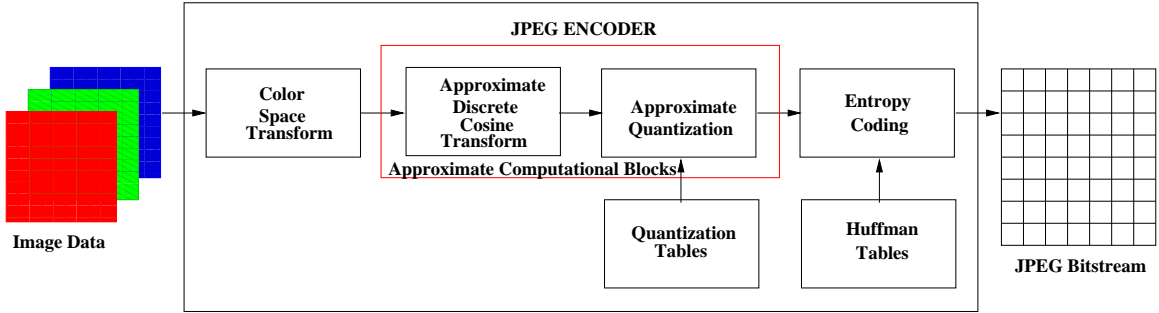 JPEG ENCODER
Color
Space
Transform
Approximate
Discrete
Cosine
Transform
Approximate
Quantization
Entropy
Coding
Approximate Computational Blocks
Image Data
Quantization
Tables
Huffman
Tables
JPEG Bitstream